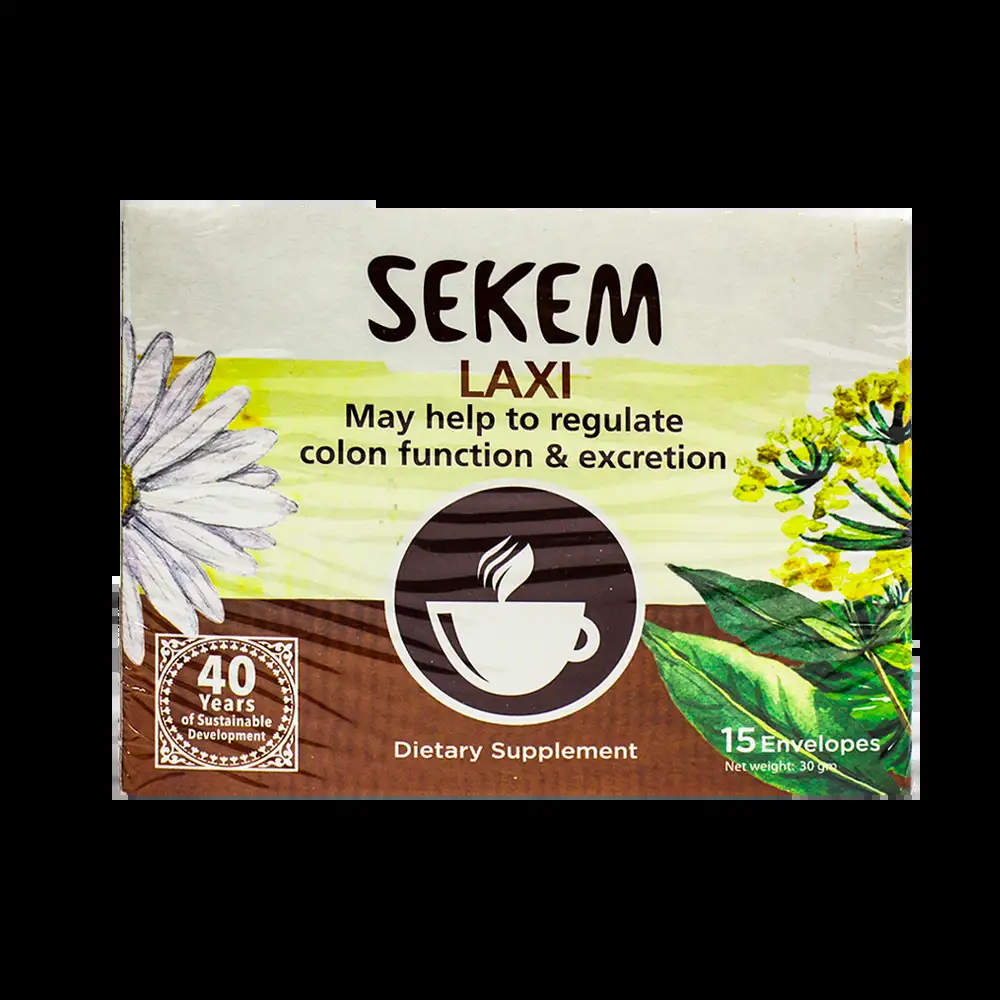 SEKEM
LAXI
May help to regulate
colon function & excretion
40
Years
of Sustainable
Development
Dietary Supplement
15 Envelopes
Net weight: 30 gm